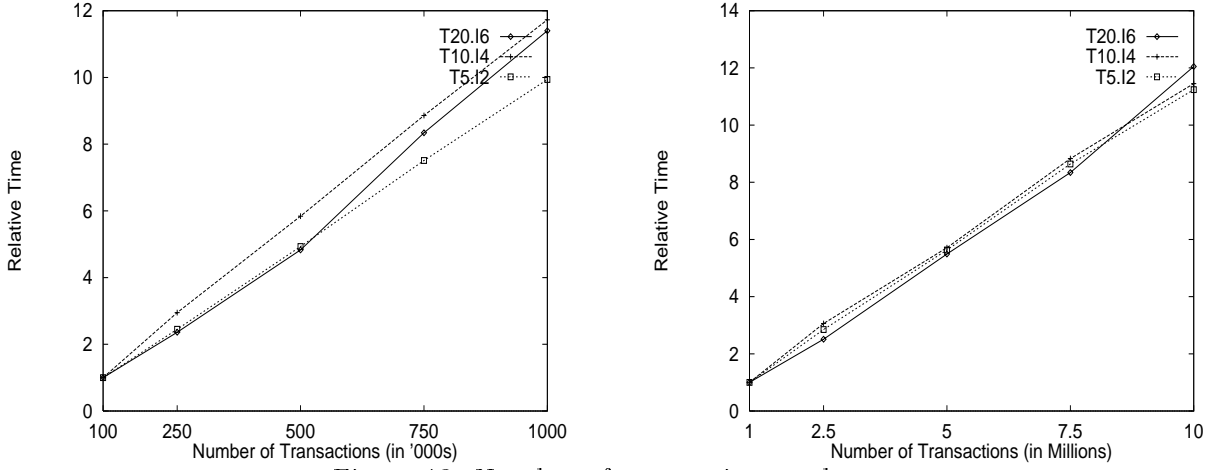 12
10
8
6
4
2
0
Relative Time
T20.I6
T10.I4
T5.I2
100 250 500 750 1000
Number of Transactions (in '000s)
14
12
10
8
6
4
2
0
Relative Time
T20.I6
T10.I4
T5.I2
1 2.5 5 7.5 10
Number of Transactions (in Millions)